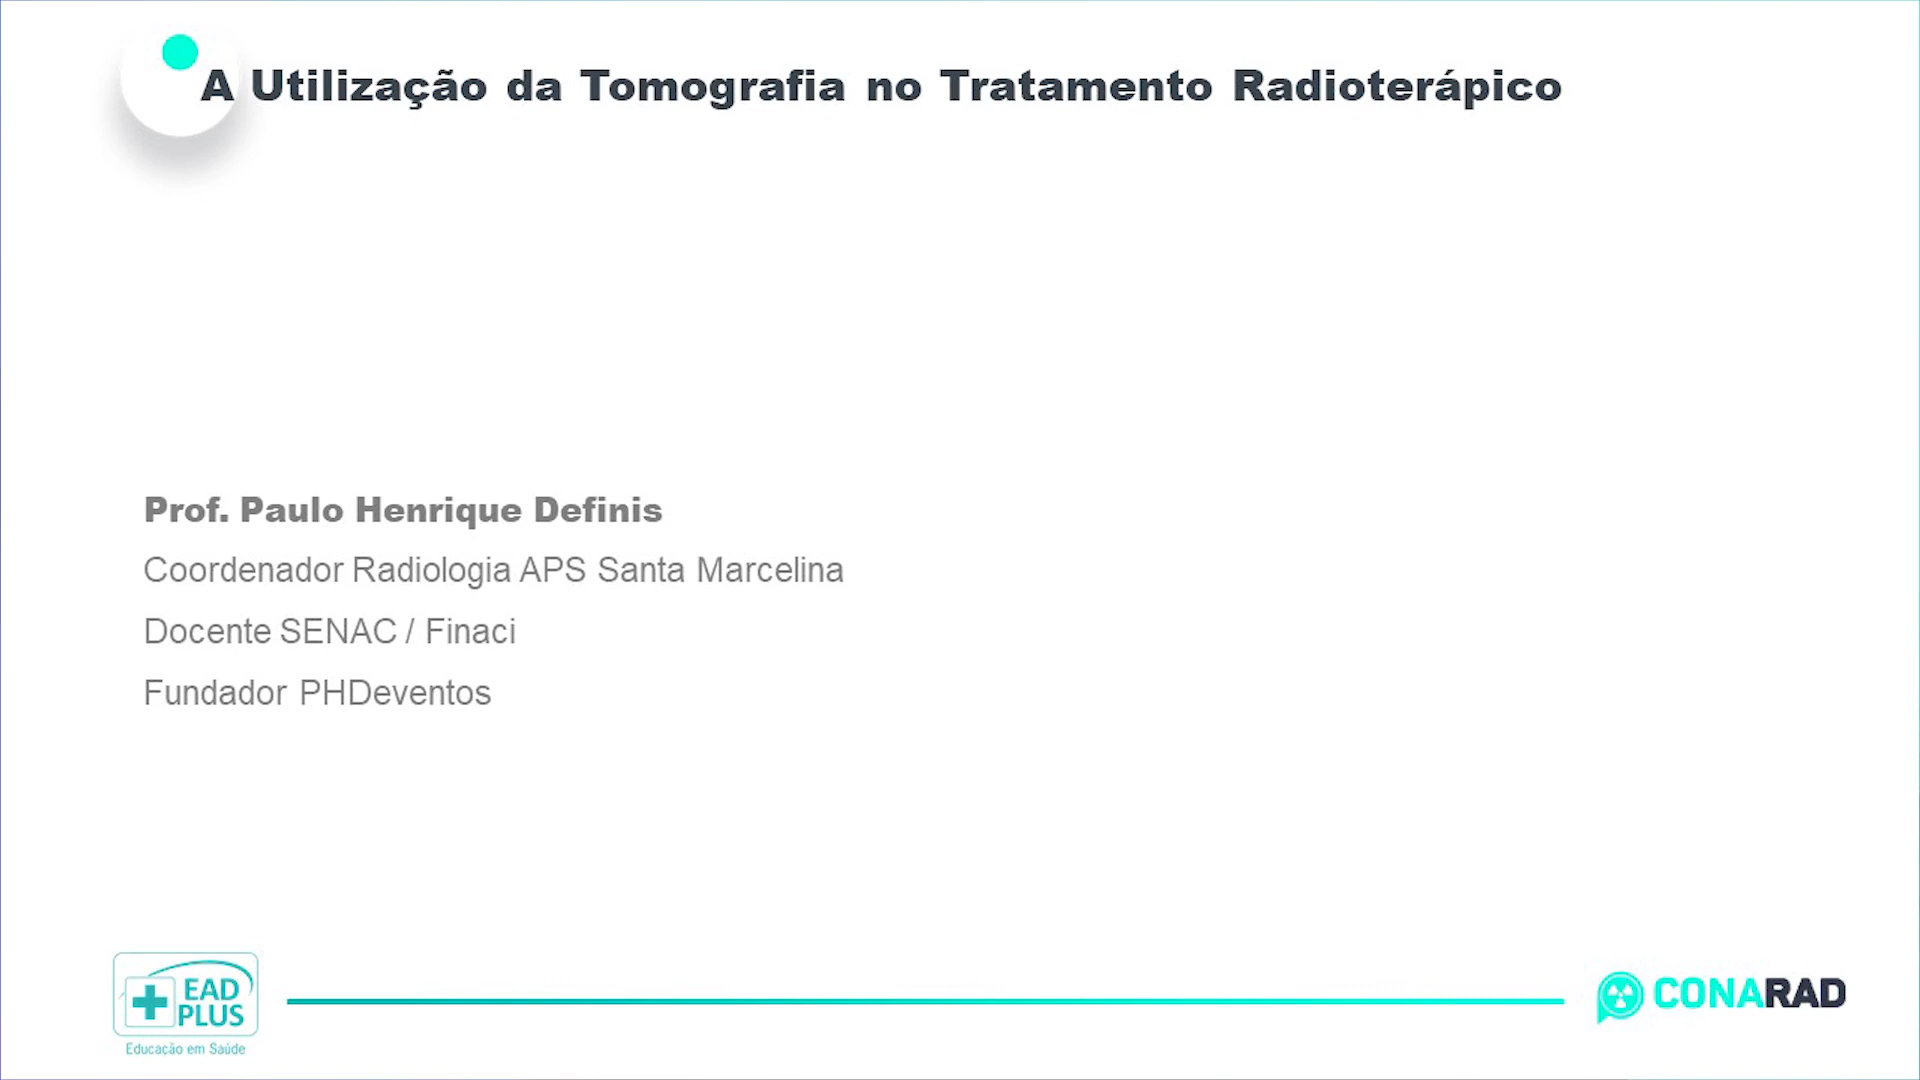 A Utilização da Tomografia no Tratamento Radioterápico
Prof. Paulo Henrique Definis
Coordenador Radiologia APS Santa Marcelina
Docente SENAC / Finaci
Fundador PHDeventos
EAD
PLUS
Educação em Saúde
CONARAD